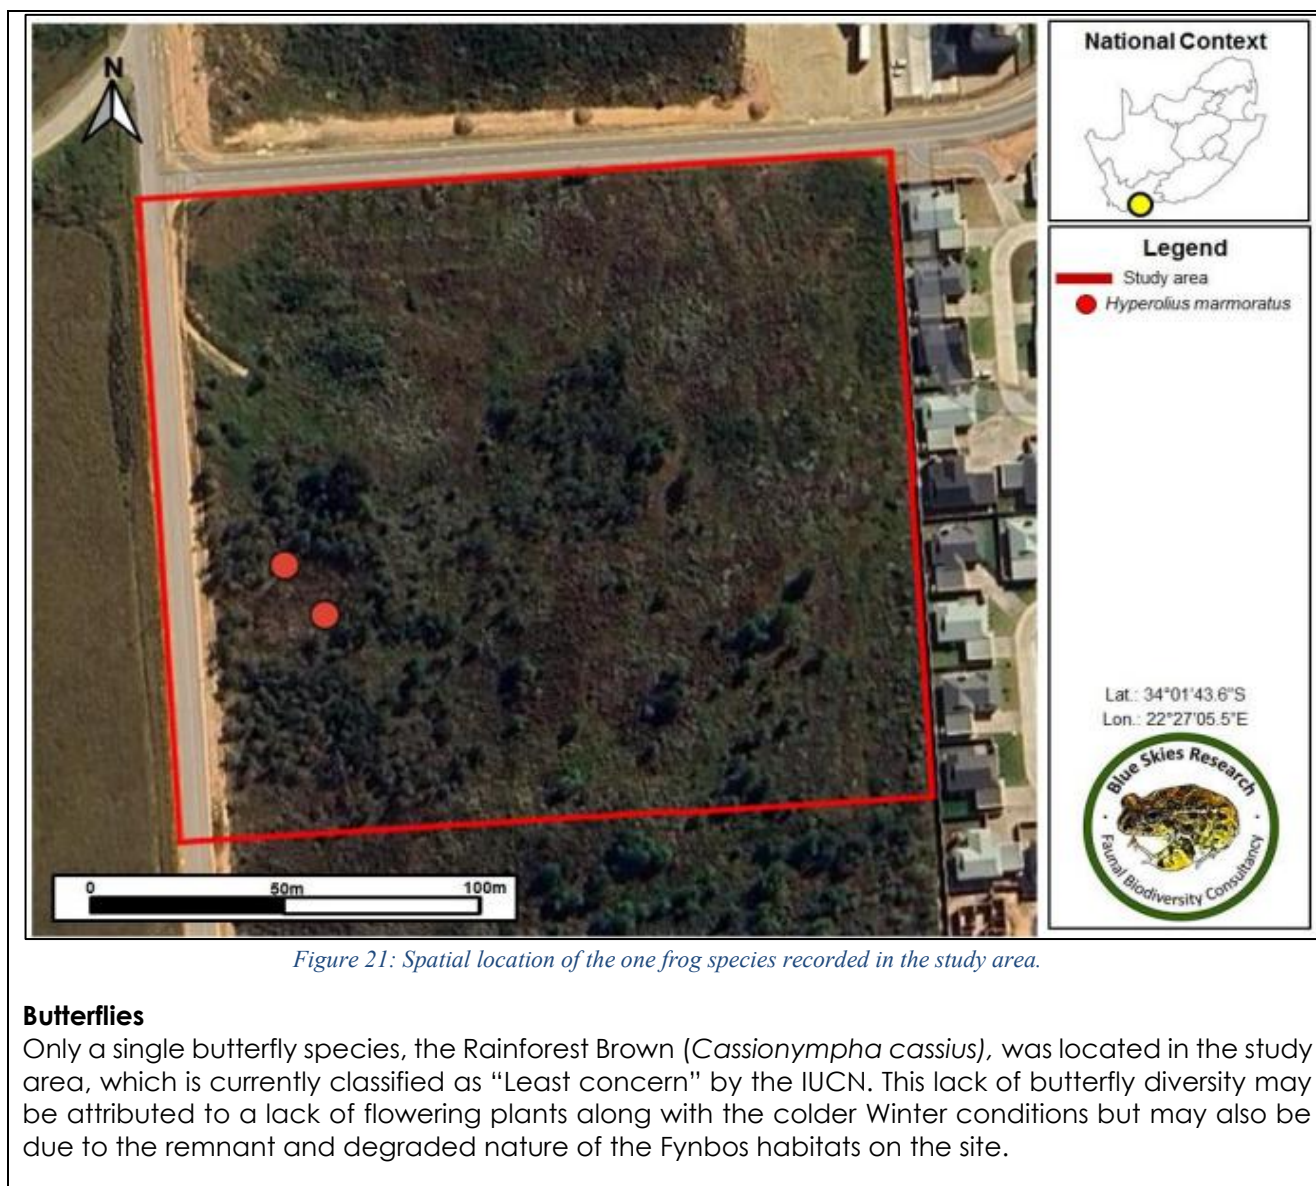 N
0 50m 100m
National Context
Legend
Study area
Hyperolius marmoratus
Lat.: 34°01'43.6"S
Lon.: 22°27'05.5"E
Blue Skies Research
Faunal Biodiversity Consultancy
Figure 21: Spatial location of the one frog species recorded in the study area.
Butterflies
Only a single butterfly species, the Rainforest Brown (Cassionympha cassius), was located in the study
area, which is currently classified as “Least concern” by the IUCN. This lack of butterfly diversity may
be attributed to a lack of flowering plants along with the colder Winter conditions but may also be
due to the remnant and degraded nature of the Fynbos habitats on the site.